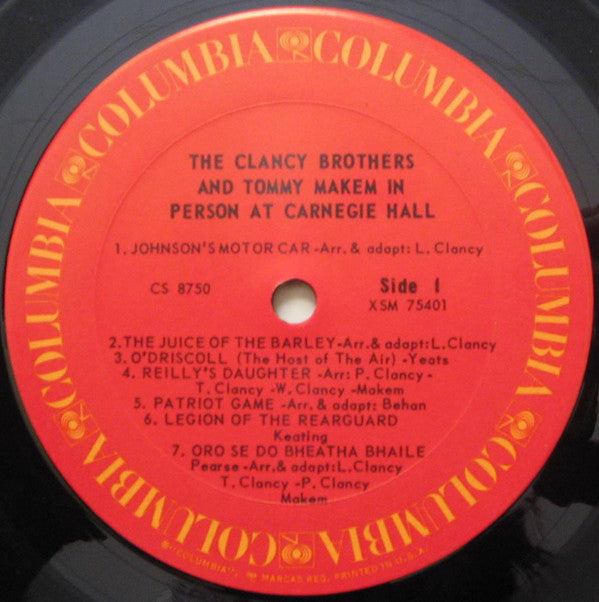 COLUMBIA COLUMBIA COLUMBIA COLUMBIA COLUMBIA COLUMBIA
THE CLANCY BROTHERS
AND TOMMY MAKEM IN
PERSON AT CARNEGIE HALL
1. JOHNSON'S MOTOR CAR -Arr. & adapt: L. Clancy
CS 8750
Side 1
XSM 75401
2. THE JUICE OF THE BARLEY-Arr.& adapt: L. Clancy
3. O'DRISCOLL (The Host of The Air) -Yeats
4. REILLY'S DAUGHTER -Arr: P. Clancy -
T. Clancy -W. Clancy -Makem
5. PATRIOT GAME -Arr. & adapt: Behan
6. LEGION OF THE REARGUARD
Keating
7. ORO SE DO BHEATHA BHAILE
Pearse -Arr.& adapt: L. Clancy
T. Clancy -P. Clancy
Makem
®"COLUMBIA", MARCAS REG. PRINTED IN U.S.A.